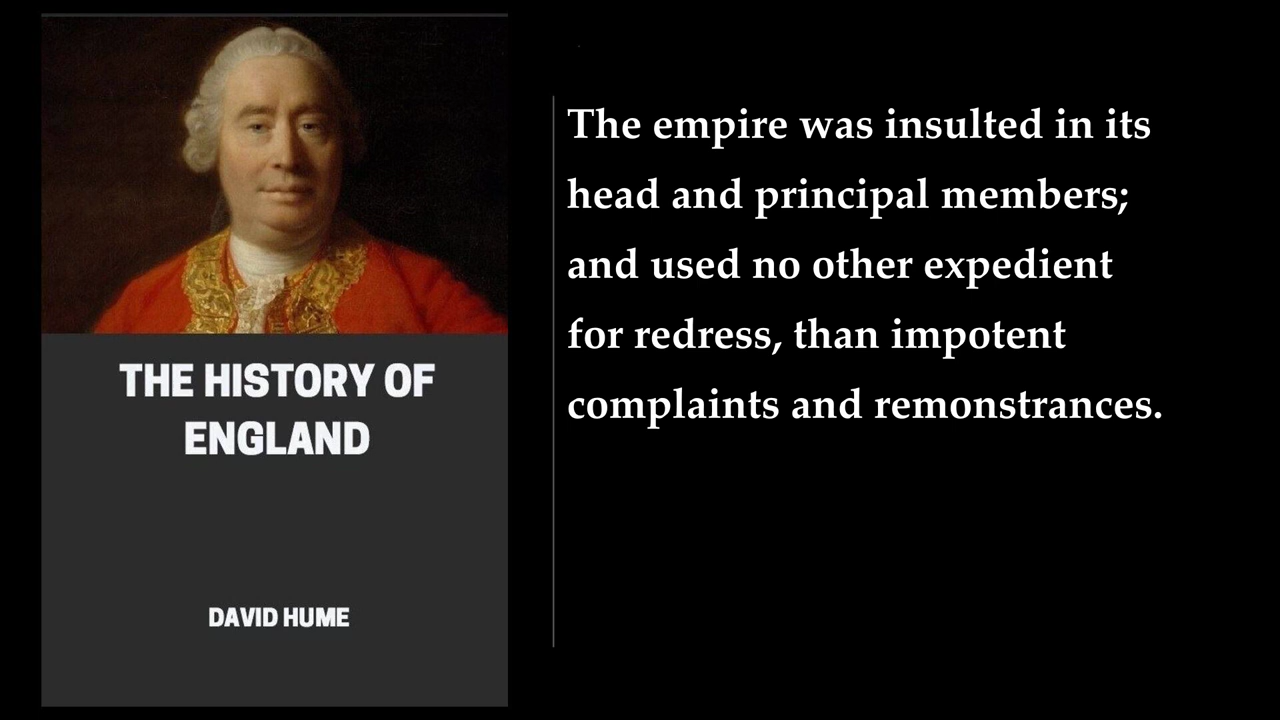 THE HISTORY OF
ENGLAND
DAVID HUME
The empire was insulted in its
head and principal members;
and used no other expedient
for redress, than impotent
complaints and remonstrances.